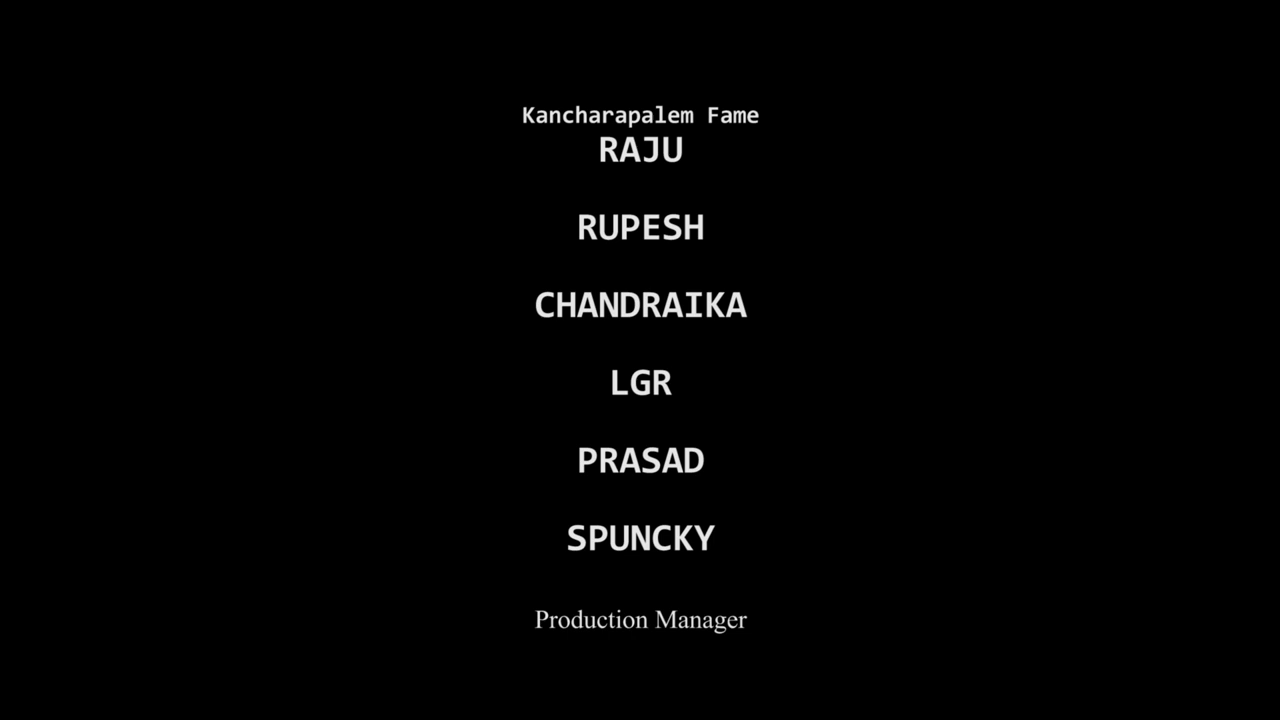 Kancharapalem Fame
RAJU
RUPESH
CHANDRAIKA
LGR
PRASAD
SPUNCKY
Production Manager